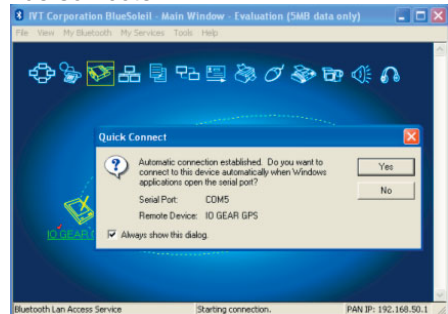 IVT Corporation BlueSoleil - Main Window - Evaluation (5MB data only)
File View My Bluetooth My Services Tools Help
Quick Connect
Automatic connection established. Do you want to
connect to this device automatically when Windows
applications open the serial port?
Yes
No
Serial Port: COM5
Remote Device: IO GEAR GPS
Always show this dialog.
IO GEAR
Bluetooth Lan Access Service Starting connection. PAN IP: 192.168.50.1